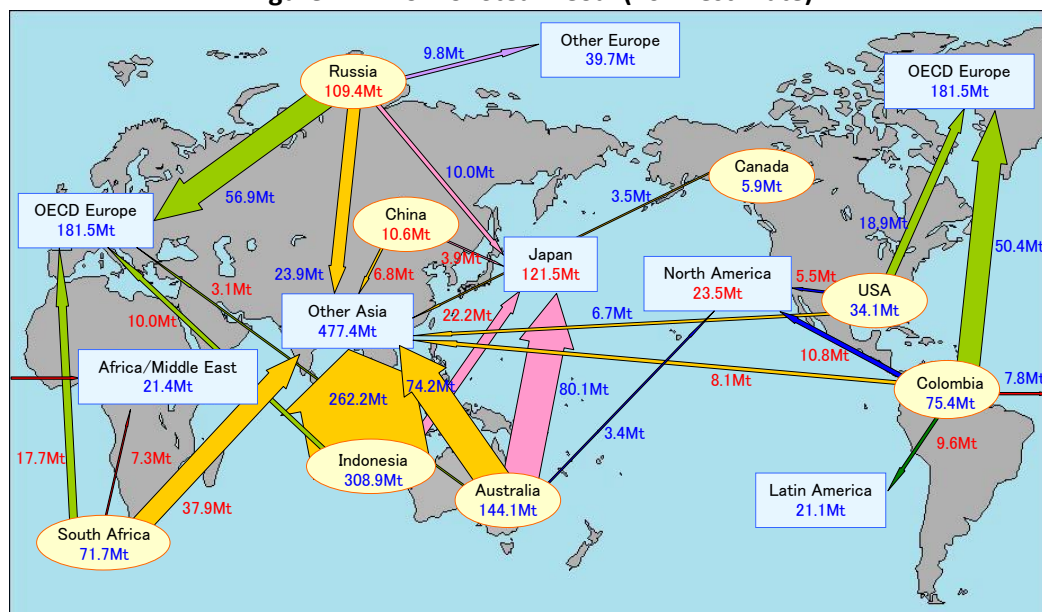 Other Europe
39.7Mt
9.8Mt
Russia
109.4Mt
OECD Europe
181.5Mt
Canada
5.9Mt
10.0Mt
3.5Mt
56.9Mt
OECD Europe
181.5Mt
China
10.6Mt
18.9Mt
50.4Mt
3.9Mt
Japan
121.5Mt
North America
23.5Mt
5.5Mt
USA
34.1Mt
23.9Mt
6.8Mt
3.1Mt
10.0Mt
Other Asia
477.4Mt
22.2Mt
6.7Mt
10.8Mt
Africa/Middle East
21.4Mt
8.1Mt
7.8Mt
Colombia
75.4Mt
262.2Mt
74.2Mt
80.1Mt
3.4Mt
9.6Mt
17.7Mt
7.3Mt
Indonesia
308.9Mt
37.9Mt
Australia
144.1Mt
Latin America
21.1Mt
South Africa
71.7Mt